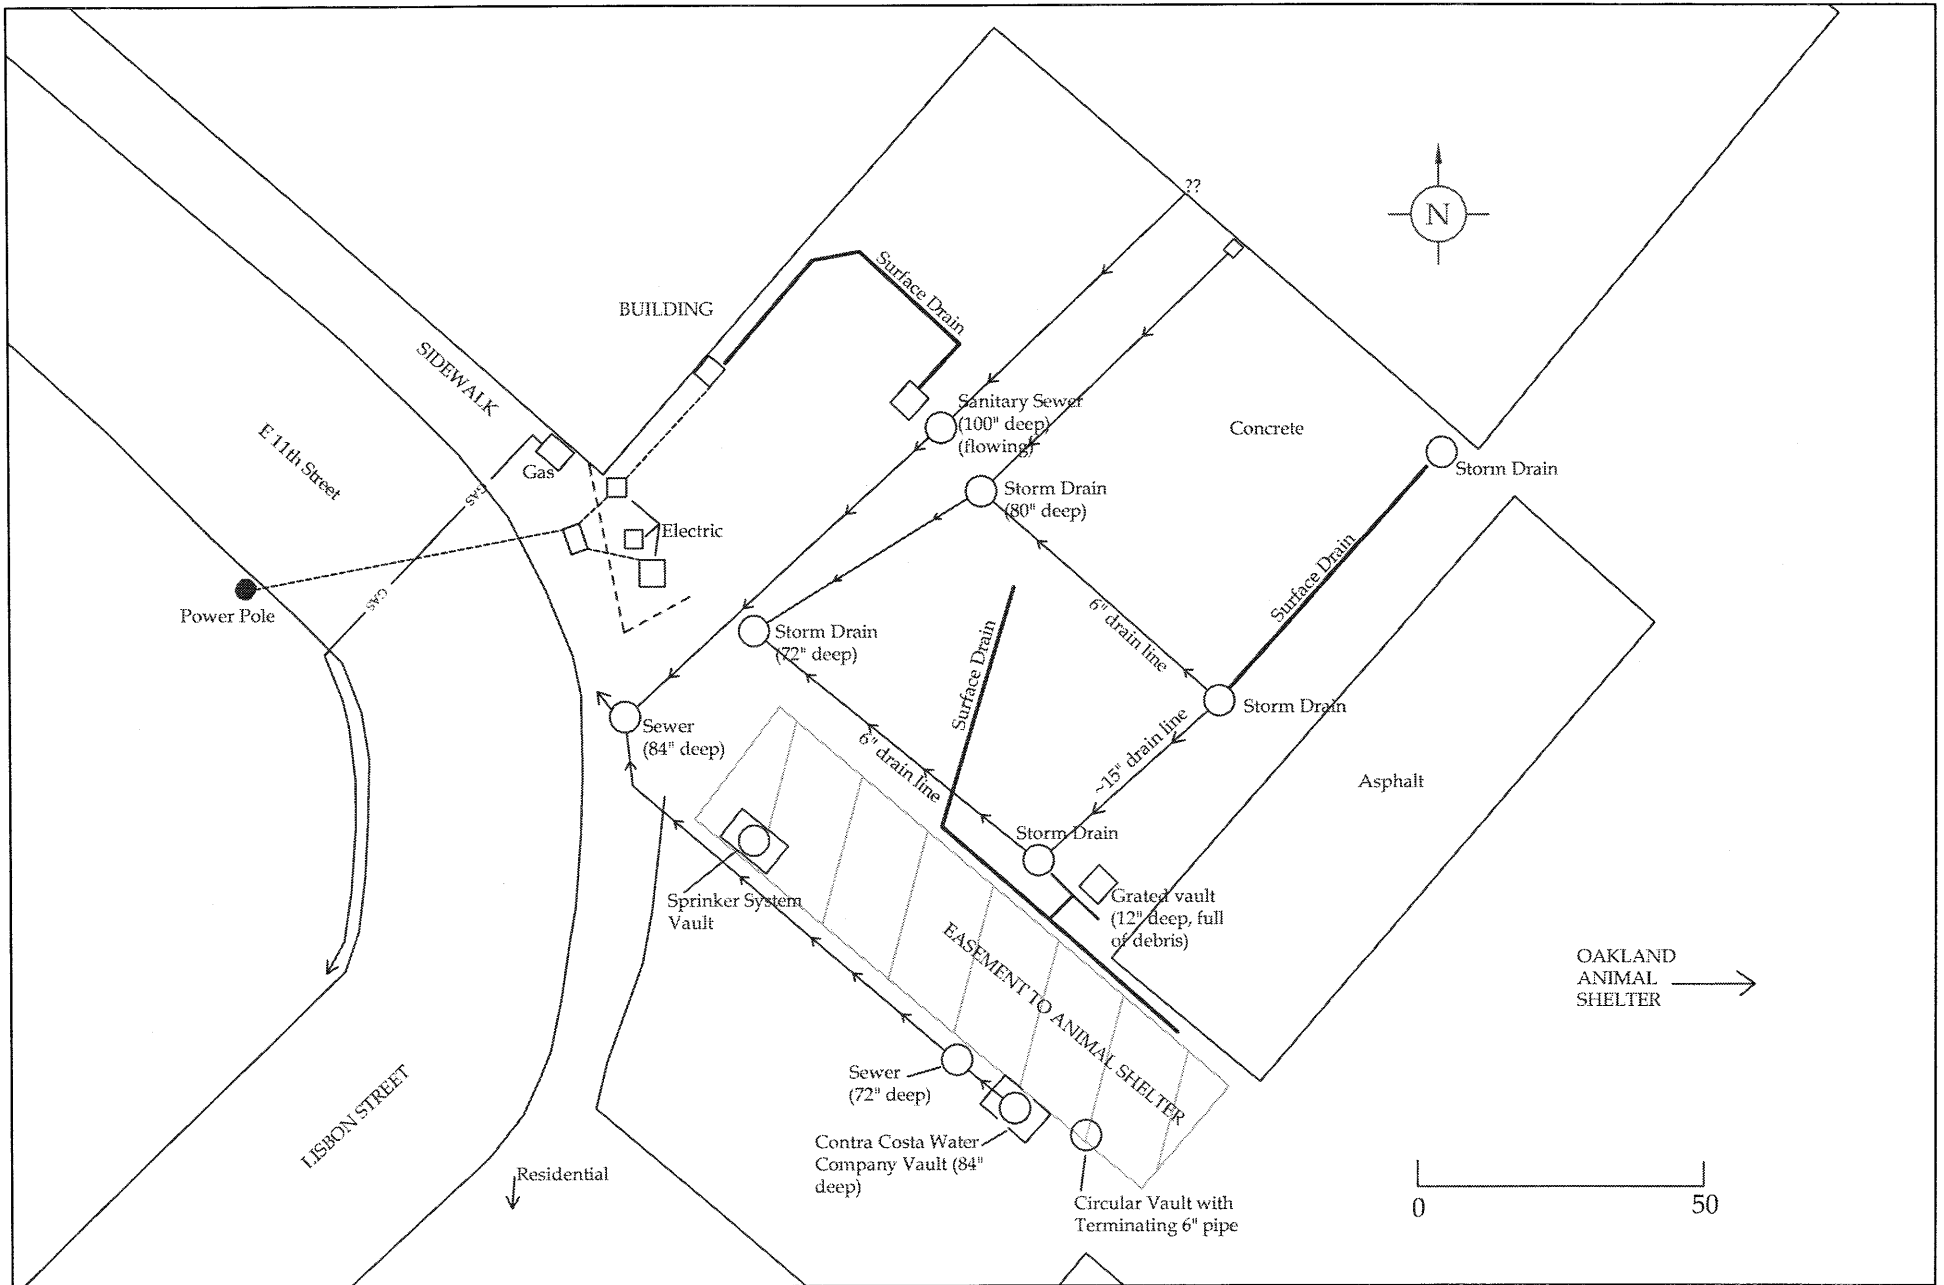 ??
N
Surface Drain
BUILDING
SIDEWALK
Sanitary Sewer
(100" deep)
(flowing)
Concrete
E 11th Street
Gas
Storm Drain
GAS
Storm Drain
(80" deep)
Electric
Surface Drain
GAS
Power Pole
6" drain line
Storm Drain
(72" deep)
Surface Drain
Storm Drain
Sewer
(84" deep)
6" drain line
~15" drain line
Asphalt
Storm Drain
Sprinker System
Vault
Grated vault
(12" deep, full
of debris)
EASEMENT TO ANIMAL SHELTER
OAKLAND
ANIMAL
SHELTER
Sewer
(72" deep)
LISBON STREET
Contra Costa Water
Company Vault (84"
deep)
Residential
Circular Vault with
Terminating 6" pipe
0
50